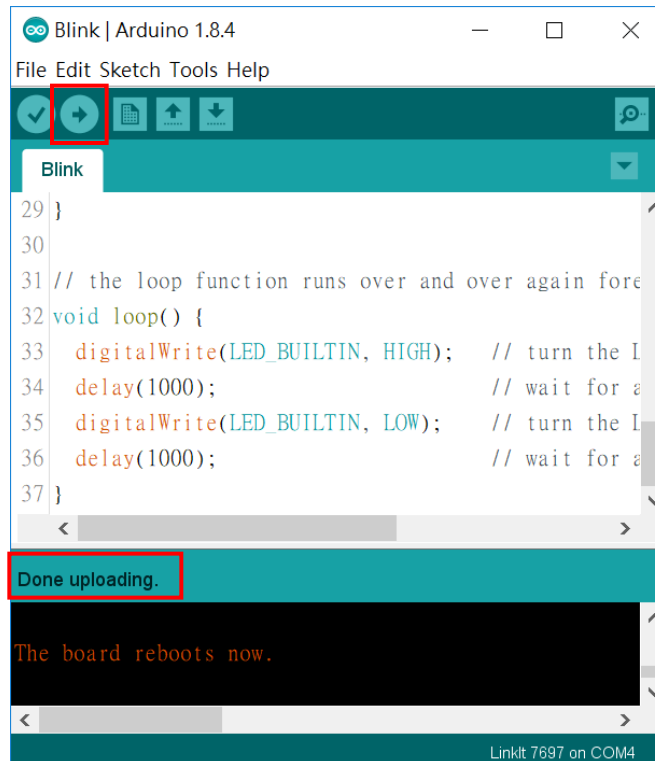 Blink | Arduino 1.8.4
File Edit Sketch Tools Help
Blink
29 }
30
31 // the loop function runs over and over again fore
32 void loop() {
33   digitalWrite(LED_BUILTIN, HIGH);   // turn the L
34   delay(1000);                       // wait for a
35   digitalWrite(LED_BUILTIN, LOW);    // turn the L
36   delay(1000);                       // wait for a
37 }
Done uploading.
The board reboots now.
LinkIt 7697 on COM4